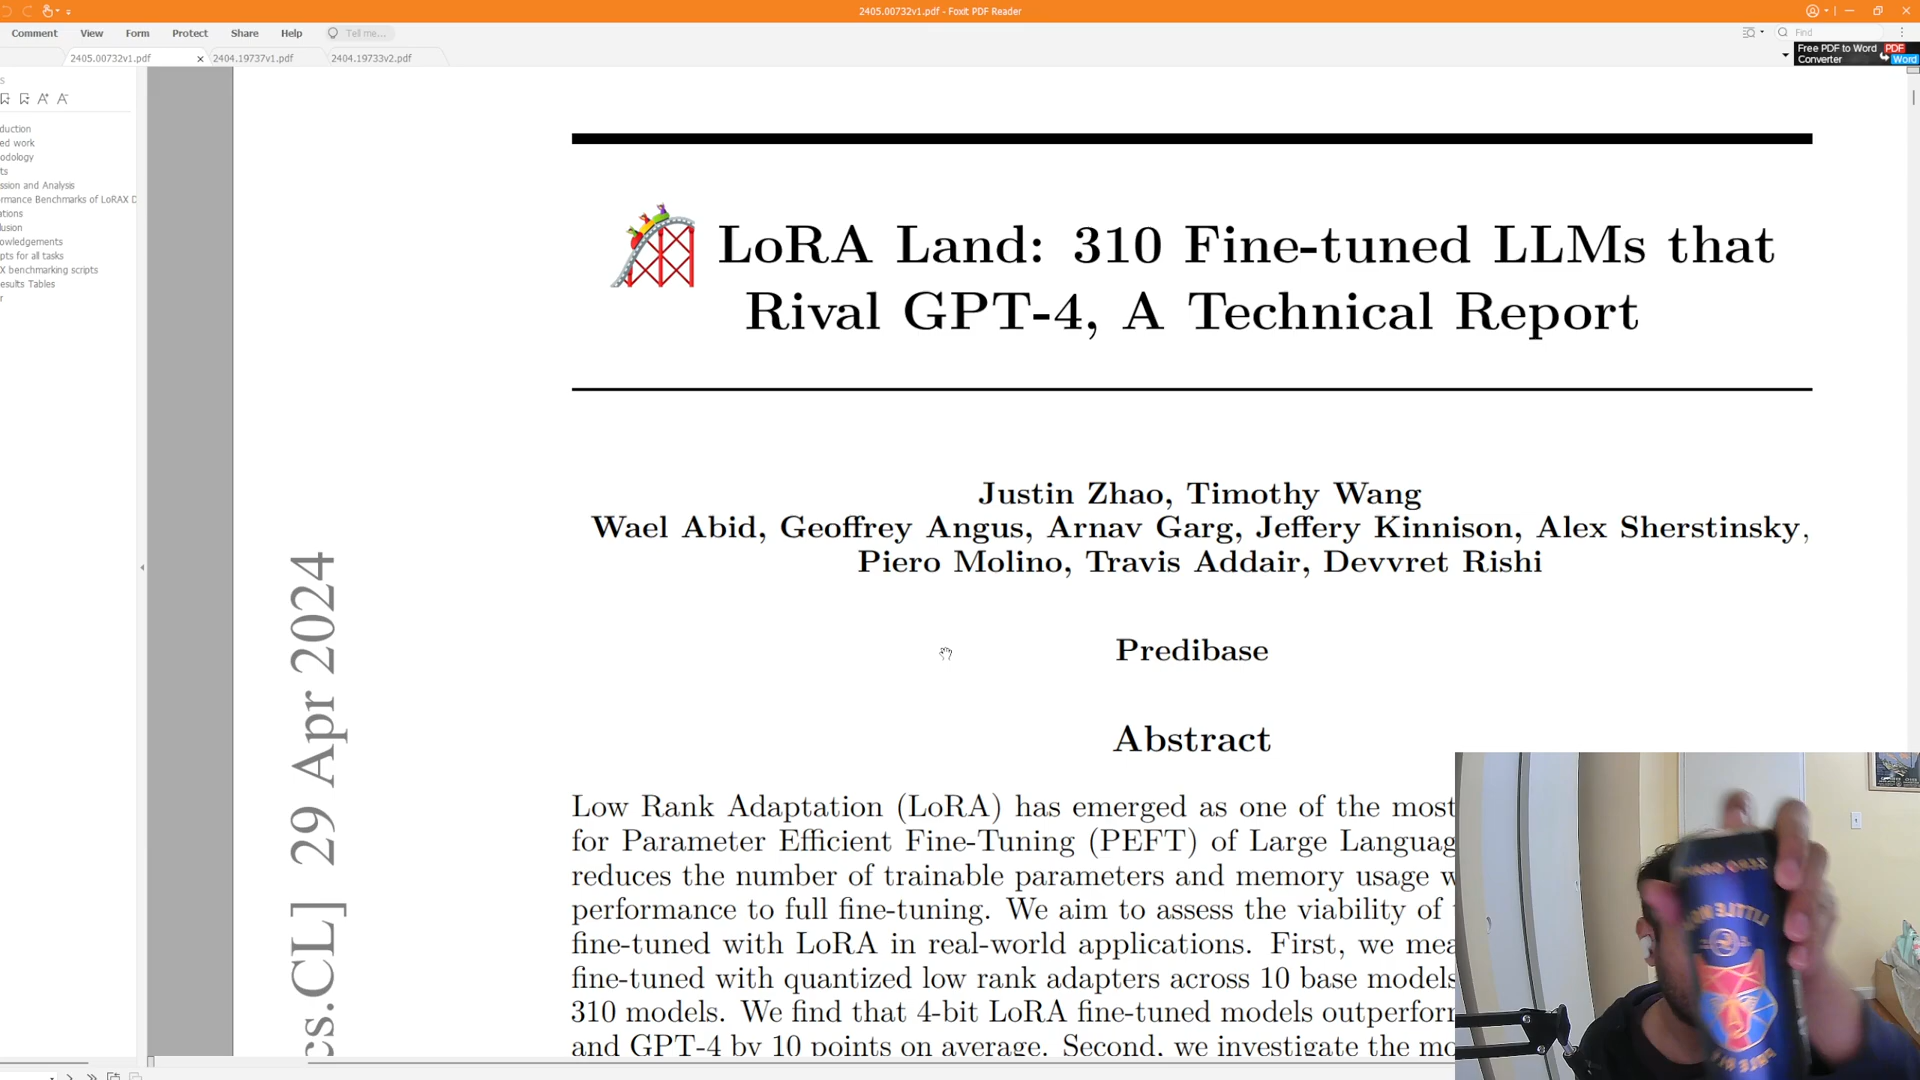 2405.00732v1.pdf - Foxit PDF Reader
Comment View Form Protect Share Help Tell me... Find
2405.00732v1.pdf 2404.19737v1.pdf 2404.19733v2.pdf
Free PDF to Word Converter PDF Word
s
duction
ed work
odology
ts
ssion and Analysis
rmance Benchmarks of LoRAX D
ations
lusion
owledgements
pts for all tasks
X benchmarking scripts
esults Tables
r
LoRA Land: 310 Fine-tuned LLMs that
Rival GPT-4, A Technical Report
Justin Zhao, Timothy Wang
Wael Abid, Geoffrey Angus, Arnav Garg, Jeffery Kinnison, Alex Sherstinsky,
Piero Molino, Travis Addair, Devvret Rishi
Predibase
Abstract
Low Rank Adaptation (LoRA) has emerged as one of the most
for Parameter Efficient Fine-Tuning (PEFT) of Large Languag
reduces the number of trainable parameters and memory usage w
performance to full fine-tuning. We aim to assess the viability of
fine-tuned with LoRA in real-world applications. First, we mea
fine-tuned with quantized low rank adapters across 10 base models
310 models. We find that 4-bit LoRA fine-tuned models outperfor
and GPT-4 by 10 points on average. Second, we investigate the mo
cs.CL] 29 Apr 2024
LITTLE